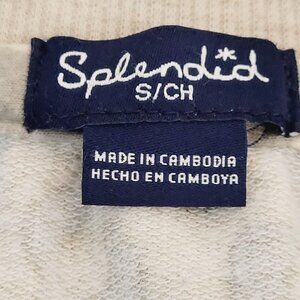 Splendid
S/CH
MADE IN CAMBODIA
HECHO EN CAMBOYA